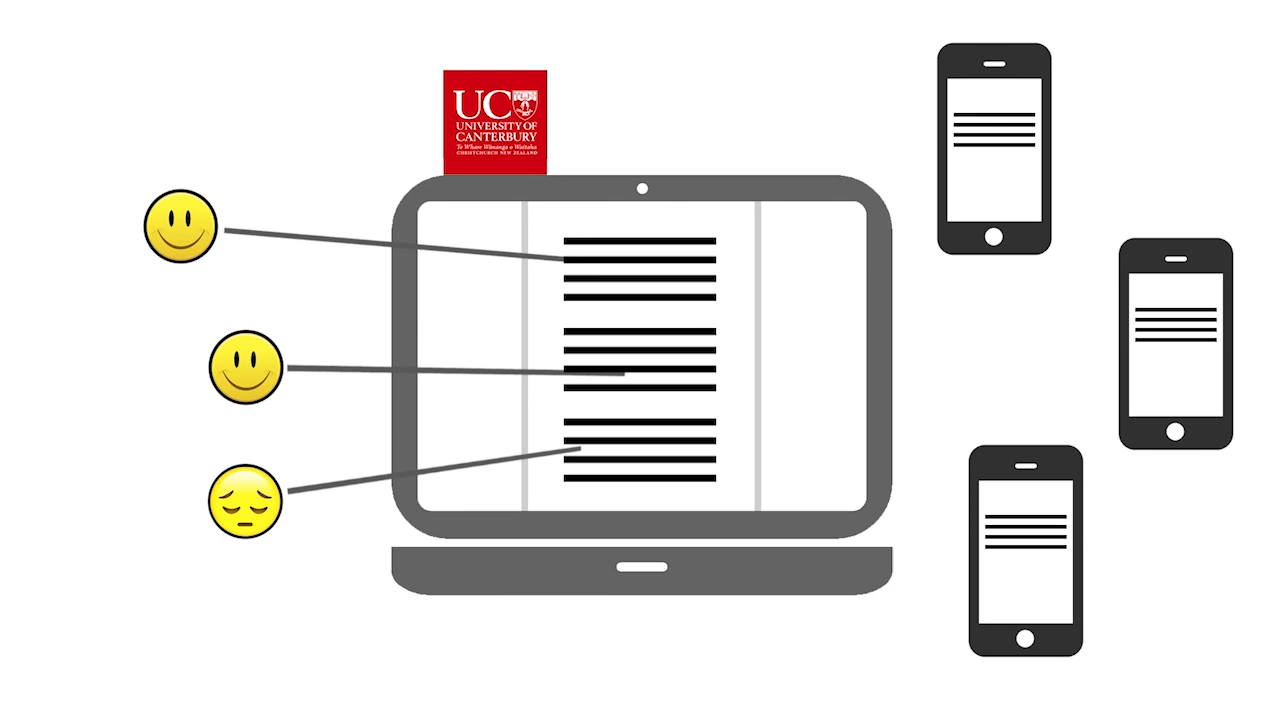 UC
UNIVERSITY OF
CANTERBURY
Te Whare Wānanga o Waitaha
CHRISTCHURCH NEW ZEALAND